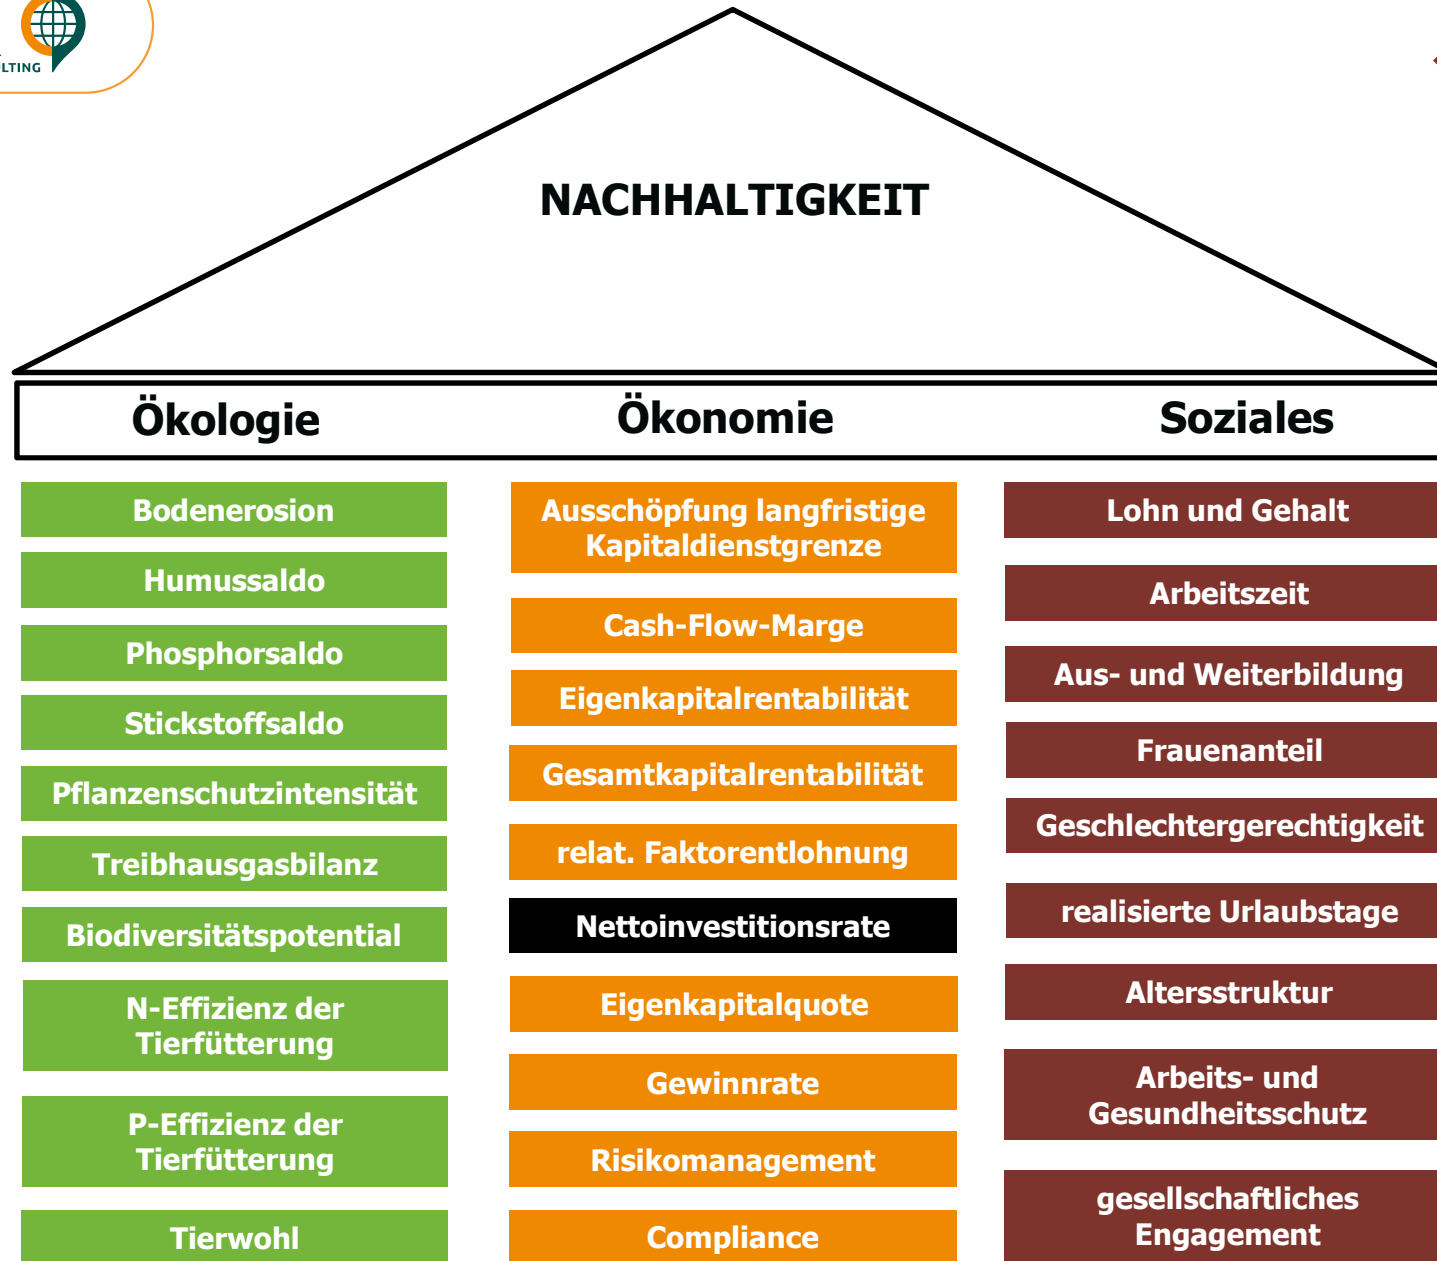 NACHHALTIGKEIT
Ökologie
Ökonomie
Soziales
Bodenerosion
Humussaldo
Phosphorsaldo
Stickstoffsaldo
Pflanzenschutzintensität
Treibhausgasbilanz
Biodiversitätspotential
N-Effizienz der
Tierfütterung
P-Effizienz der
Tierfütterung
Tierwohl
Ausschöpfung langfristige
Kapitaldienstgrenze
Cash-Flow-Marge
Eigenkapitalrentabilität
Gesamtkapitalrentabilität
relat. Faktorentlohnung
Nettoinvestitionsrate
Eigenkapitalquote
Gewinnrate
Risikomanagement
Compliance
Lohn und Gehalt
Arbeitszeit
Aus- und Weiterbildung
Frauenanteil
Geschlechtergerechtigkeit
realisierte Urlaubstage
Altersstruktur
Arbeits- und
Gesundheitsschutz
gesellschaftliches
Engagement